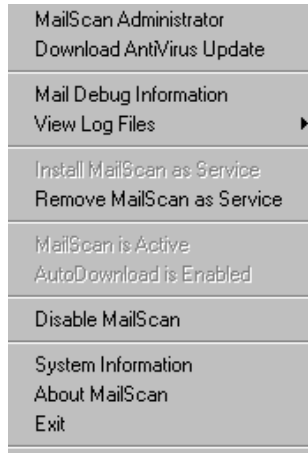 MailScan Administrator
Download AntiVirus Update
Mail Debug Information
View Log Files
Install MailScan as Service
Remove MailScan as Service
MailScan is Active
AutoDownload is Enabled
Disable MailScan
System Information
About MailScan
Exit